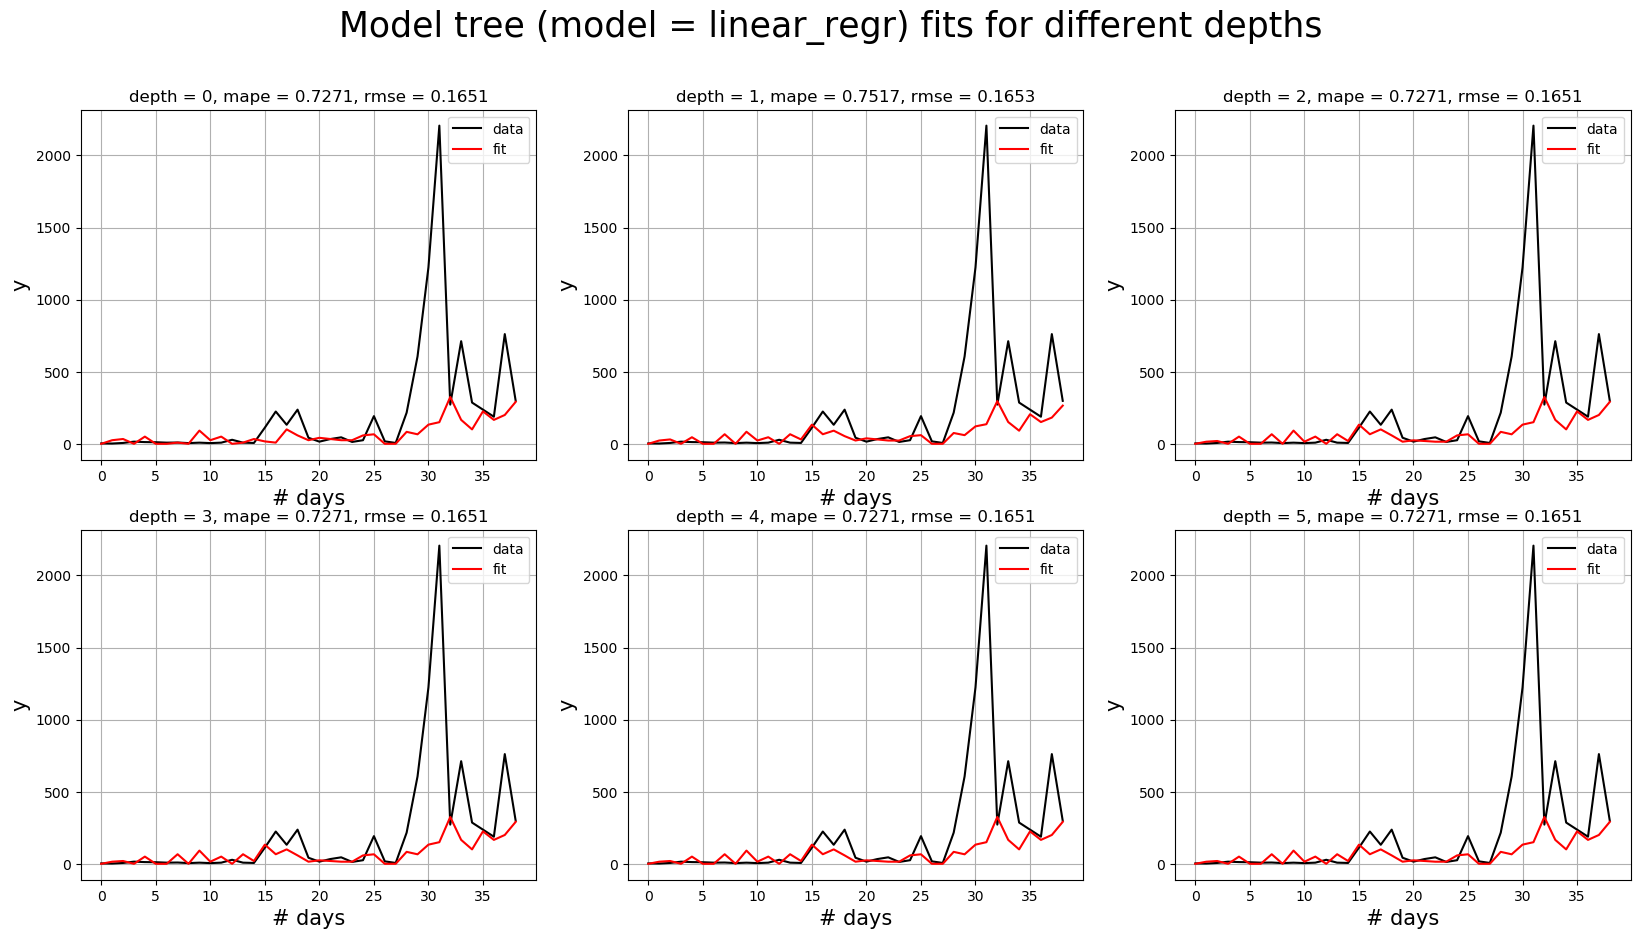 Model tree (model = linear_regr) fits for different depths
depth = 0, mape = 0.7271, rmse = 0.1651
data
fit
2000
1500
1000
500
0
y
0 5 10 15 20 25 30 35
# days
depth = 1, mape = 0.7517, rmse = 0.1653
data
fit
2000
1500
1000
500
0
y
0 5 10 15 20 25 30 35
# days
depth = 2, mape = 0.7271, rmse = 0.1651
data
fit
2000
1500
1000
500
0
y
0 5 10 15 20 25 30 35
# days
depth = 3, mape = 0.7271, rmse = 0.1651
data
fit
2000
1500
1000
500
0
y
0 5 10 15 20 25 30 35
# days
depth = 4, mape = 0.7271, rmse = 0.1651
data
fit
2000
1500
1000
500
0
y
0 5 10 15 20 25 30 35
# days
depth = 5, mape = 0.7271, rmse = 0.1651
data
fit
2000
1500
1000
500
0
y
0 5 10 15 20 25 30 35
# days